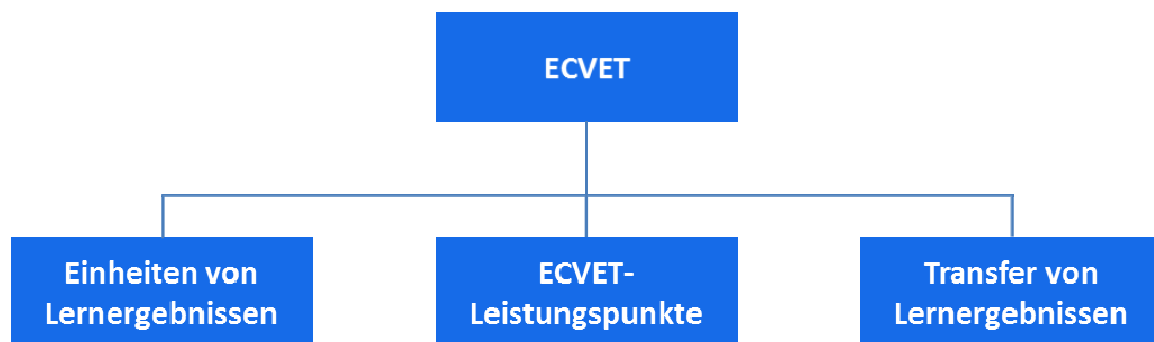 ECVET
Einheiten von
Lernergebnissen
ECVET-
Leistungspunkte
Transfer von
Lernergebnissen